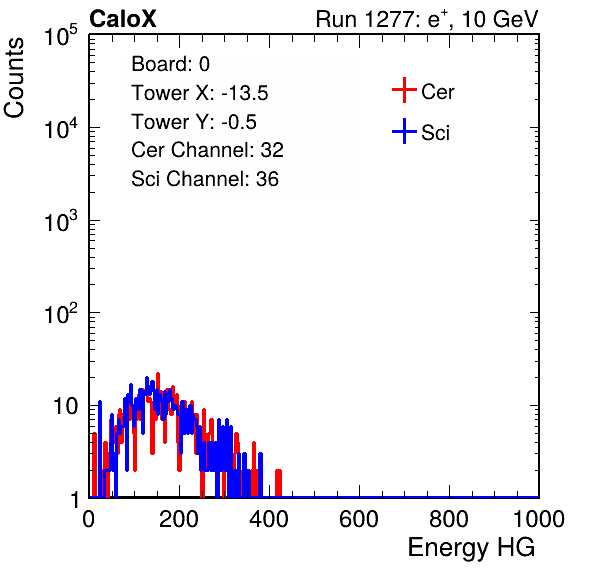 CaloX Run 1277: e⁺, 10 GeV
Counts
10⁵
10⁴
10³
10²
10
1
Board: 0
Tower X: -13.5
Tower Y: -0.5
Cer Channel: 32
Sci Channel: 36
Cer
Sci
0 200 400 600 800 1000
Energy HG